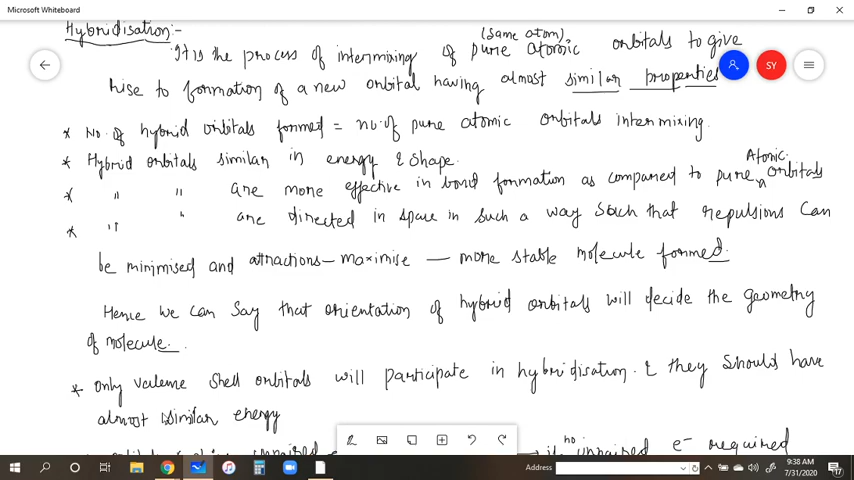 Microsoft Whiteboard
Hybridisation:-
(same atom)
It is the process of intermixing of pure atomic orbitals to give
rise to formation of a new orbital having almost similar properties
SY
* No. of hybrid orbitals formed = no. of pure atomic orbitals intermixing.
* Hybrid orbitals similar in energy & shape.
Atomic
* " " are more effective in bond formation as compared to pure orbitals
* " " are directed in space in such a way such that repulsions can
be minimised and attractions - maximise - more stable molecule formed.
Hence we can say that orientation of hybrid orbitals will decide the geometry
of molecule.
* only valence shell orbitals will participate in hybridisation. & they should have
almost similar energy
no unpaired e- required
Address
9:38 AM
7/31/2020
17